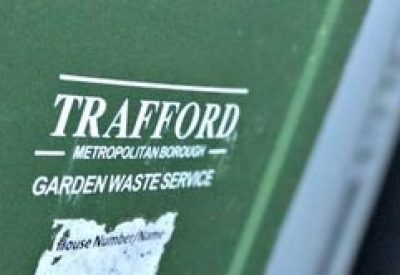 TRAFFORD
METROPOLITAN BOROUGH
GARDEN WASTE SERVICE
House Number/Name